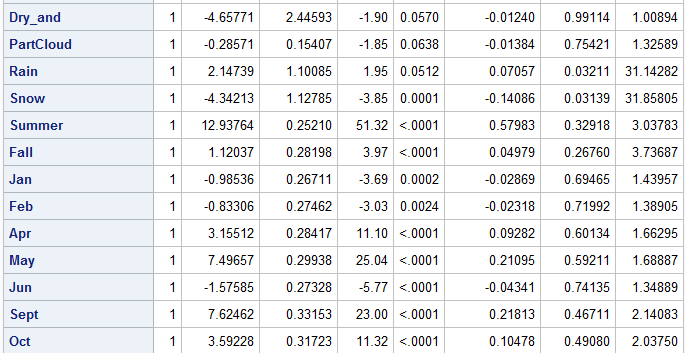 Dry_and 1 -4.65771 2.44593 -1.90 0.0570 -0.01240 0.99114 1.00894
PartCloud 1 -0.28571 0.15407 -1.85 0.0638 -0.01384 0.75421 1.32589
Rain 1 2.14739 1.10085 1.95 0.0512 0.07057 0.03211 31.14282
Snow 1 -4.34213 1.12785 -3.85 0.0001 -0.14086 0.03139 31.85805
Summer 1 12.93764 0.25210 51.32 <.0001 0.57983 0.32918 3.03783
Fall 1 1.12037 0.28198 3.97 <.0001 0.04979 0.26760 3.73687
Jan 1 -0.98536 0.26711 -3.69 0.0002 -0.02869 0.69465 1.43957
Feb 1 -0.83306 0.27462 -3.03 0.0024 -0.02318 0.71992 1.38905
Apr 1 3.15512 0.28417 11.10 <.0001 0.09282 0.60134 1.66295
May 1 7.49657 0.29938 25.04 <.0001 0.21095 0.59211 1.68887
Jun 1 -1.57585 0.27328 -5.77 <.0001 -0.04341 0.74135 1.34889
Sept 1 7.62462 0.33153 23.00 <.0001 0.21813 0.46711 2.14083
Oct 1 3.59228 0.31723 11.32 <.0001 0.10478 0.49080 2.03750